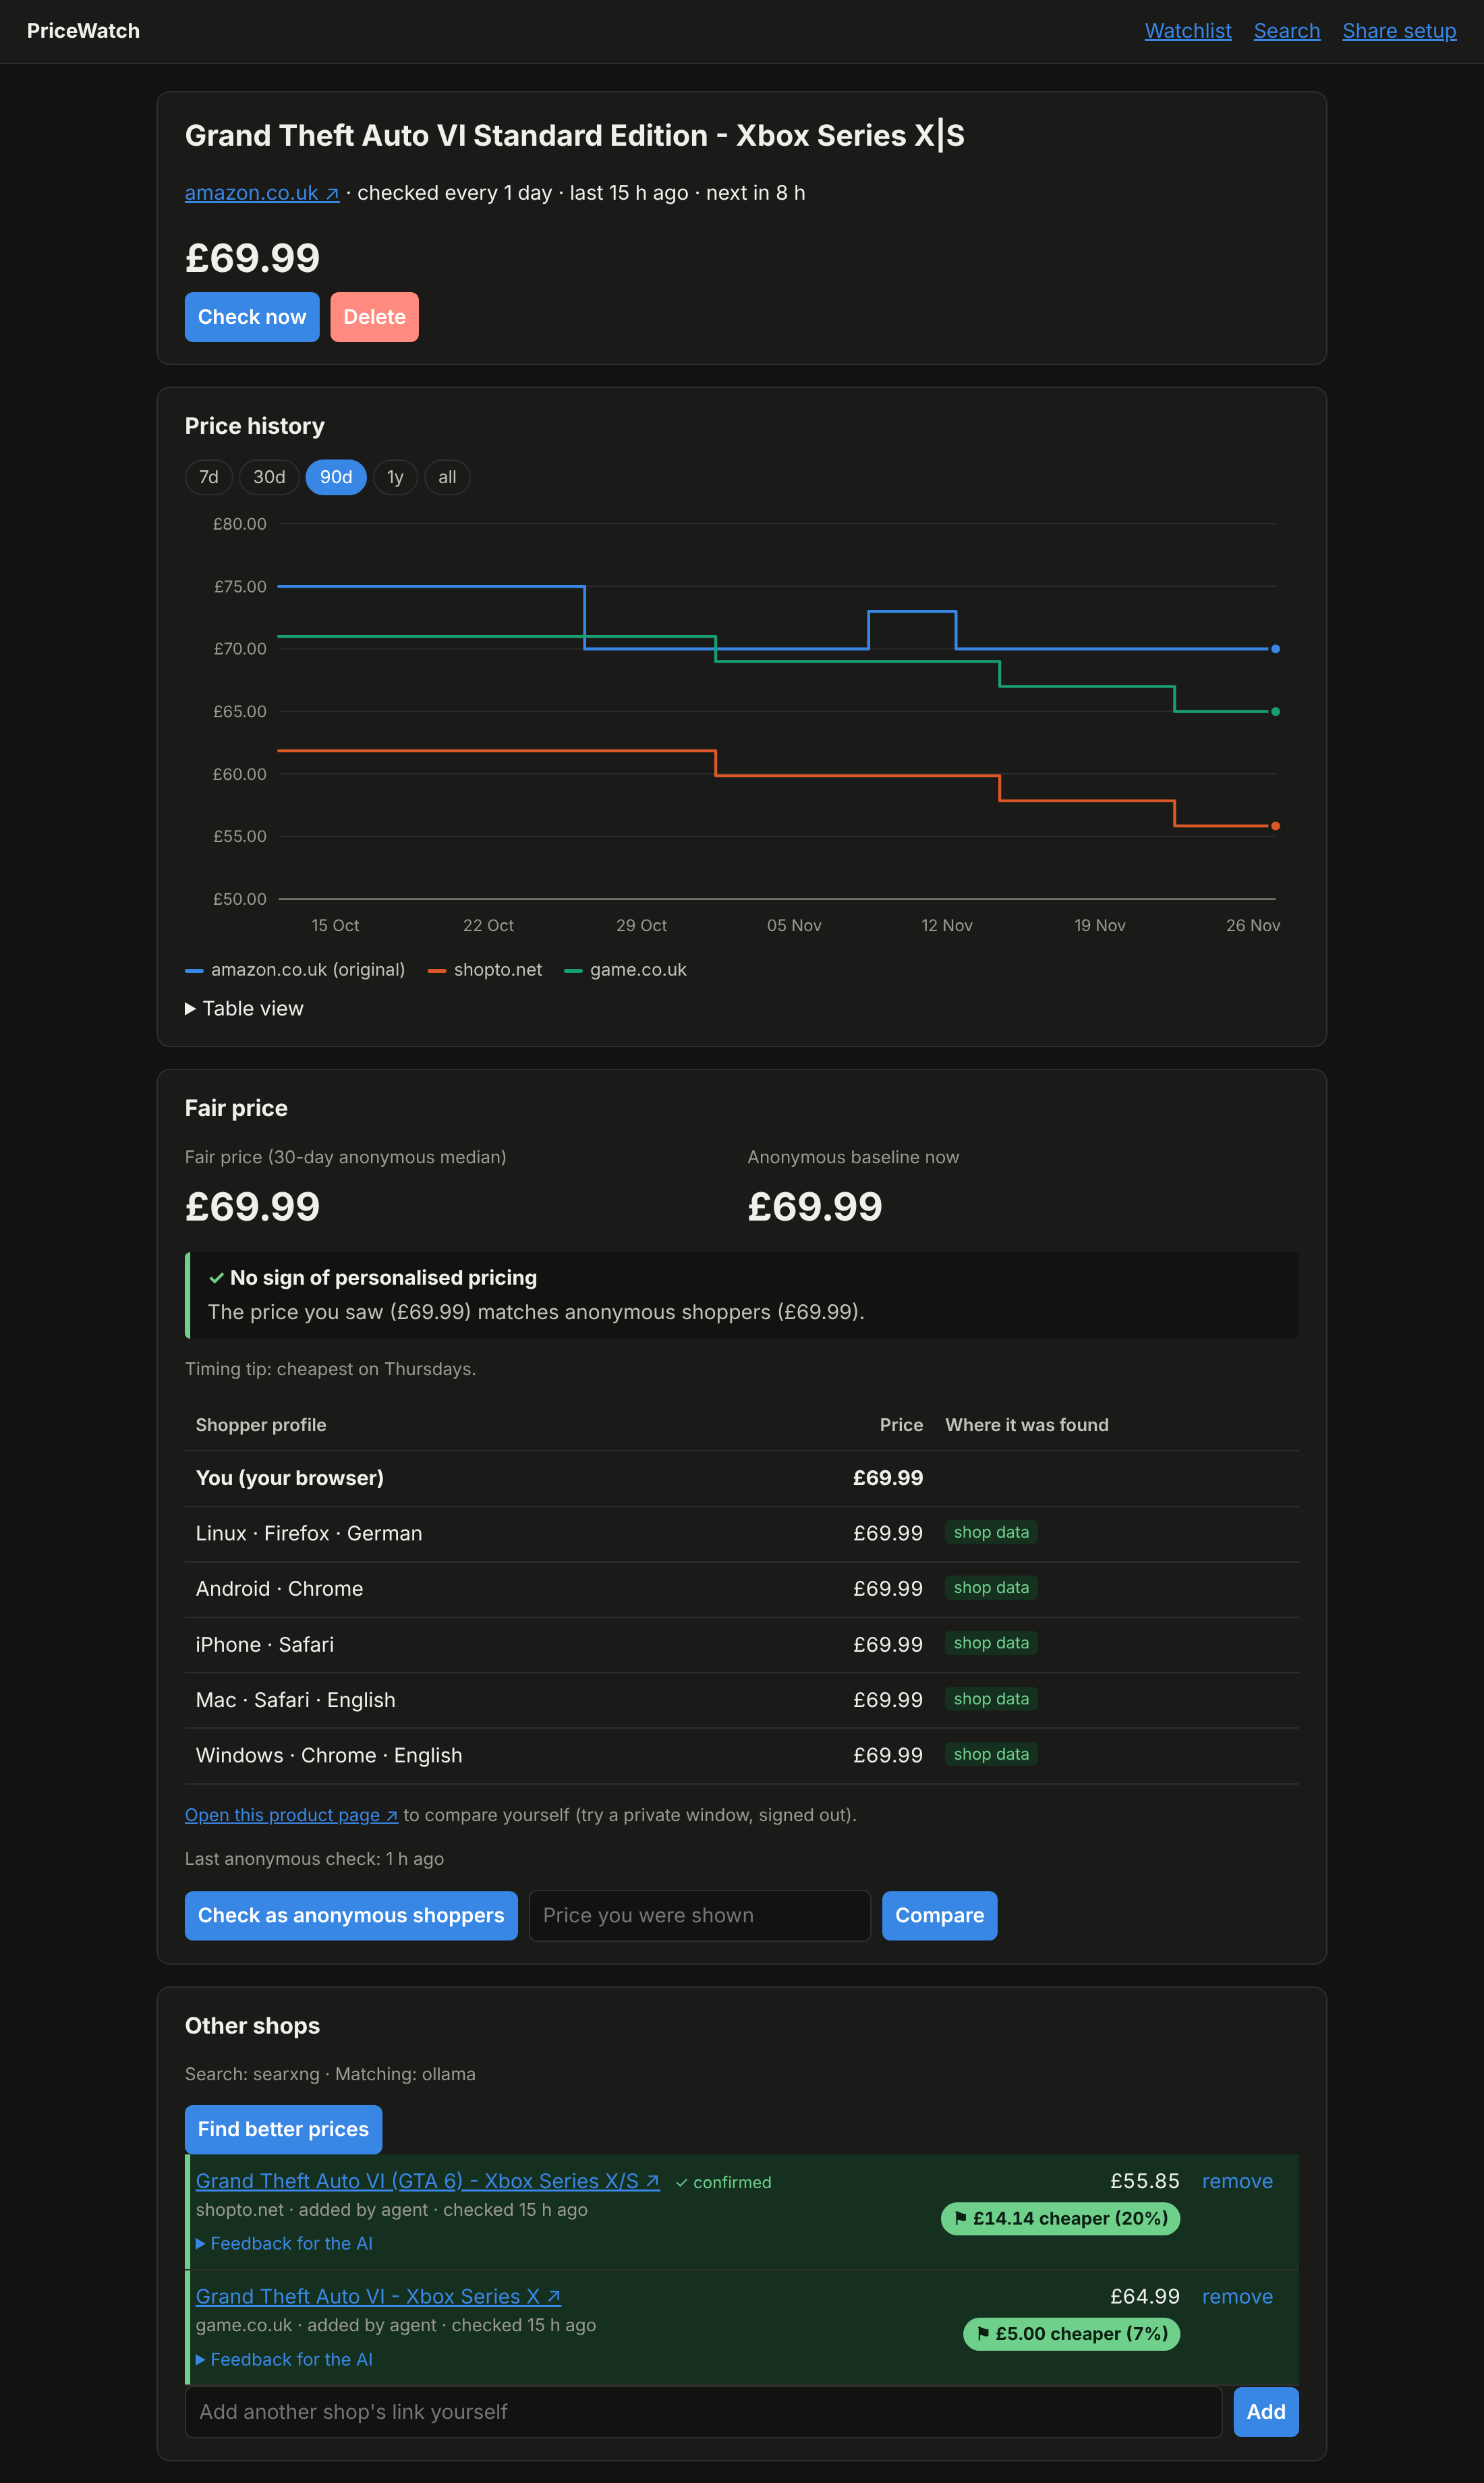 PriceWatch
Watchlist Search Share setup
Grand Theft Auto VI Standard Edition - Xbox Series X|S
amazon.co.uk ↗ · checked every 1 day · last 15 h ago · next in 8 h
£69.99
Check now Delete
Price history
7d 30d 90d 1y all
£80.00
£75.00
£70.00
£65.00
£60.00
£55.00
£50.00
15 Oct 22 Oct 29 Oct 05 Nov 12 Nov 19 Nov 26 Nov
amazon.co.uk (original) shopto.net game.co.uk
▶ Table view
Fair price
Fair price (30-day anonymous median) Anonymous baseline now
£69.99 £69.99
✓ No sign of personalised pricing
The price you saw (£69.99) matches anonymous shoppers (£69.99).
Timing tip: cheapest on Thursdays.
Shopper profile Price Where it was found
You (your browser) £69.99
Linux · Firefox · German £69.99 shop data
Android · Chrome £69.99 shop data
iPhone · Safari £69.99 shop data
Mac · Safari · English £69.99 shop data
Windows · Chrome · English £69.99 shop data
Open this product page ↗ to compare yourself (try a private window, signed out).
Last anonymous check: 1 h ago
Check as anonymous shoppers Price you were shown Compare
Other shops
Search: searxng · Matching: ollama
Find better prices
Grand Theft Auto VI (GTA 6) - Xbox Series X/S ↗ ✓ confirmed £55.85 remove
shopto.net · added by agent · checked 15 h ago ⚑ £14.14 cheaper (20%)
▶ Feedback for the AI
Grand Theft Auto VI - Xbox Series X ↗ £64.99 remove
game.co.uk · added by agent · checked 15 h ago ⚑ £5.00 cheaper (7%)
▶ Feedback for the AI
Add another shop's link yourself Add